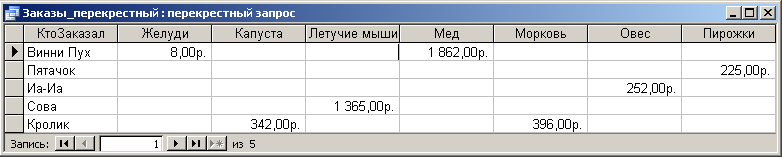 Заказы_перекрестный : перекрестный запрос
КтоЗаказал Желуди Капуста Летучие мыши Мед Морковь Овес Пирожки
Винни Пух 8,00р. 1 862,00р.
Пятачок 225,00р.
Иа-Иа 252,00р.
Сова 1 365,00р.
Кролик 342,00р. 396,00р.
Запись: 1 из 5